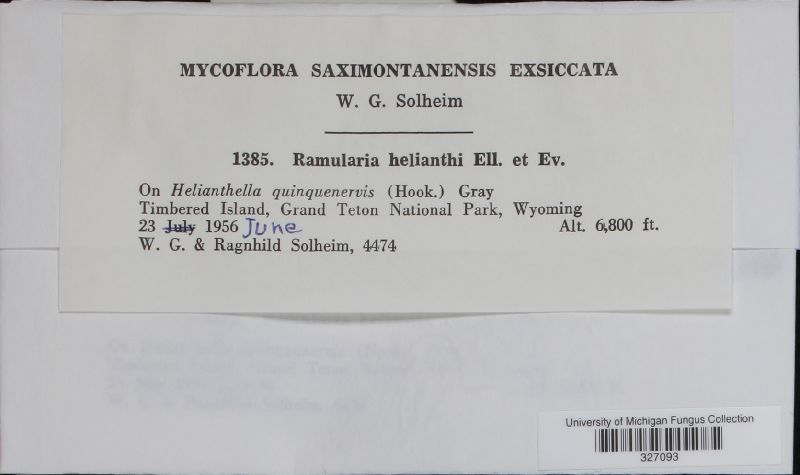 MYCOFLORA SAXIMONTANENSIS EXSICCATA
W. G. Solheim
1385. Ramularia helianthi Ell. et Ev.
On Helianthella quinquenervis (Hook.) Gray
Timbered Island, Grand Teton National Park, Wyoming
23 July 1956 June Alt. 6,800 ft.
W. G. & Ragnhild Solheim, 4474
University of Michigan Fungus Collection
327093